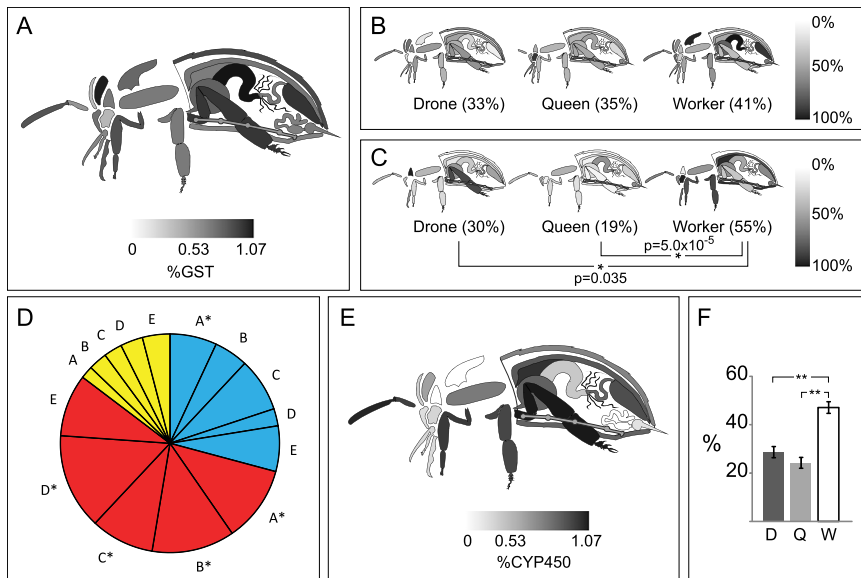 A
0 0.53 1.07
%GST
B
Drone (33%) Queen (35%) Worker (41%)
0%
50%
100%
C
Drone (30%) Queen (19%) Worker (55%)
p=5.0x10-5
*
*
p=0.035
0%
50%
100%
D
A*
B
C
D
E
A*
B*
C*
D*
E
A
B
C
D
E
E
0 0.53 1.07
%CYP450
F
60
40
20
%
**
**
D Q W